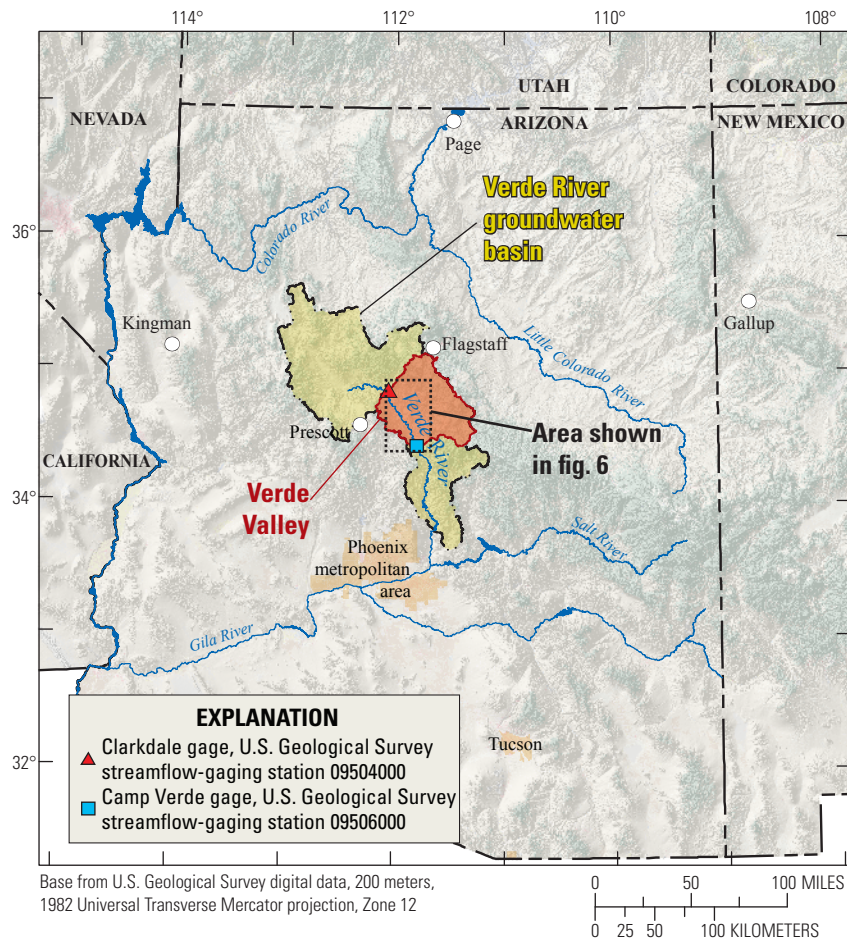 114°
112°
110°
108°
UTAH
COLORADO
NEVADA
ARIZONA
NEW MEXICO
Page
Verde River
groundwater
basin
36°
Colorado River
Kingman
Gallup
Flagstaff
Little Colorado River
Verde River
Prescott
Area shown
in fig. 6
CALIFORNIA
34°
Verde
Valley
Salt River
Phoenix
metropolitan
area
Gila River
EXPLANATION
Clarkdale gage, U.S. Geological Survey
streamflow-gaging station 09504000
Camp Verde gage, U.S. Geological Survey
streamflow-gaging station 09506000
Tucson
32°
Base from U.S. Geological Survey digital data, 200 meters,
1982 Universal Transverse Mercator projection, Zone 12
0 50 100 MILES
0 25 50 100 KILOMETERS